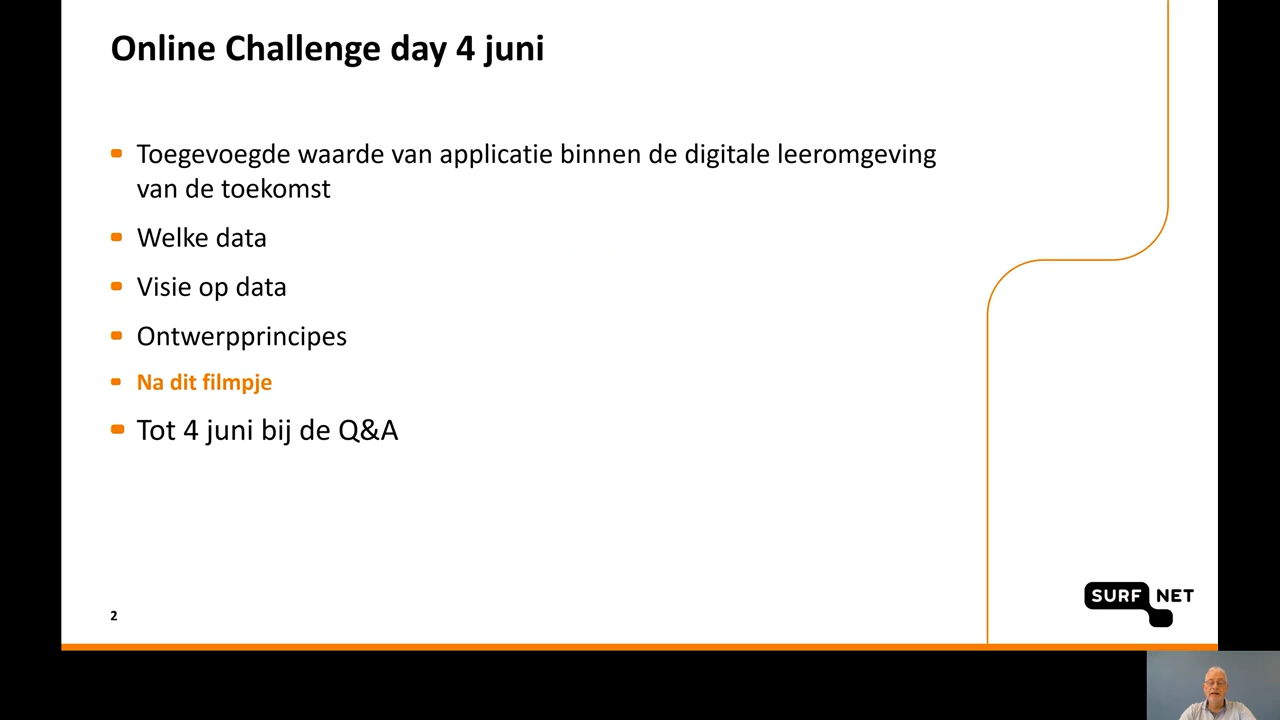 Online Challenge day 4 juni
Toegevoegde waarde van applicatie binnen de digitale leeromgeving
van de toekomst
Welke data
Visie op data
Ontwerpprincipes
Na dit filmpje
Tot 4 juni bij de Q&A
SURF NET
2